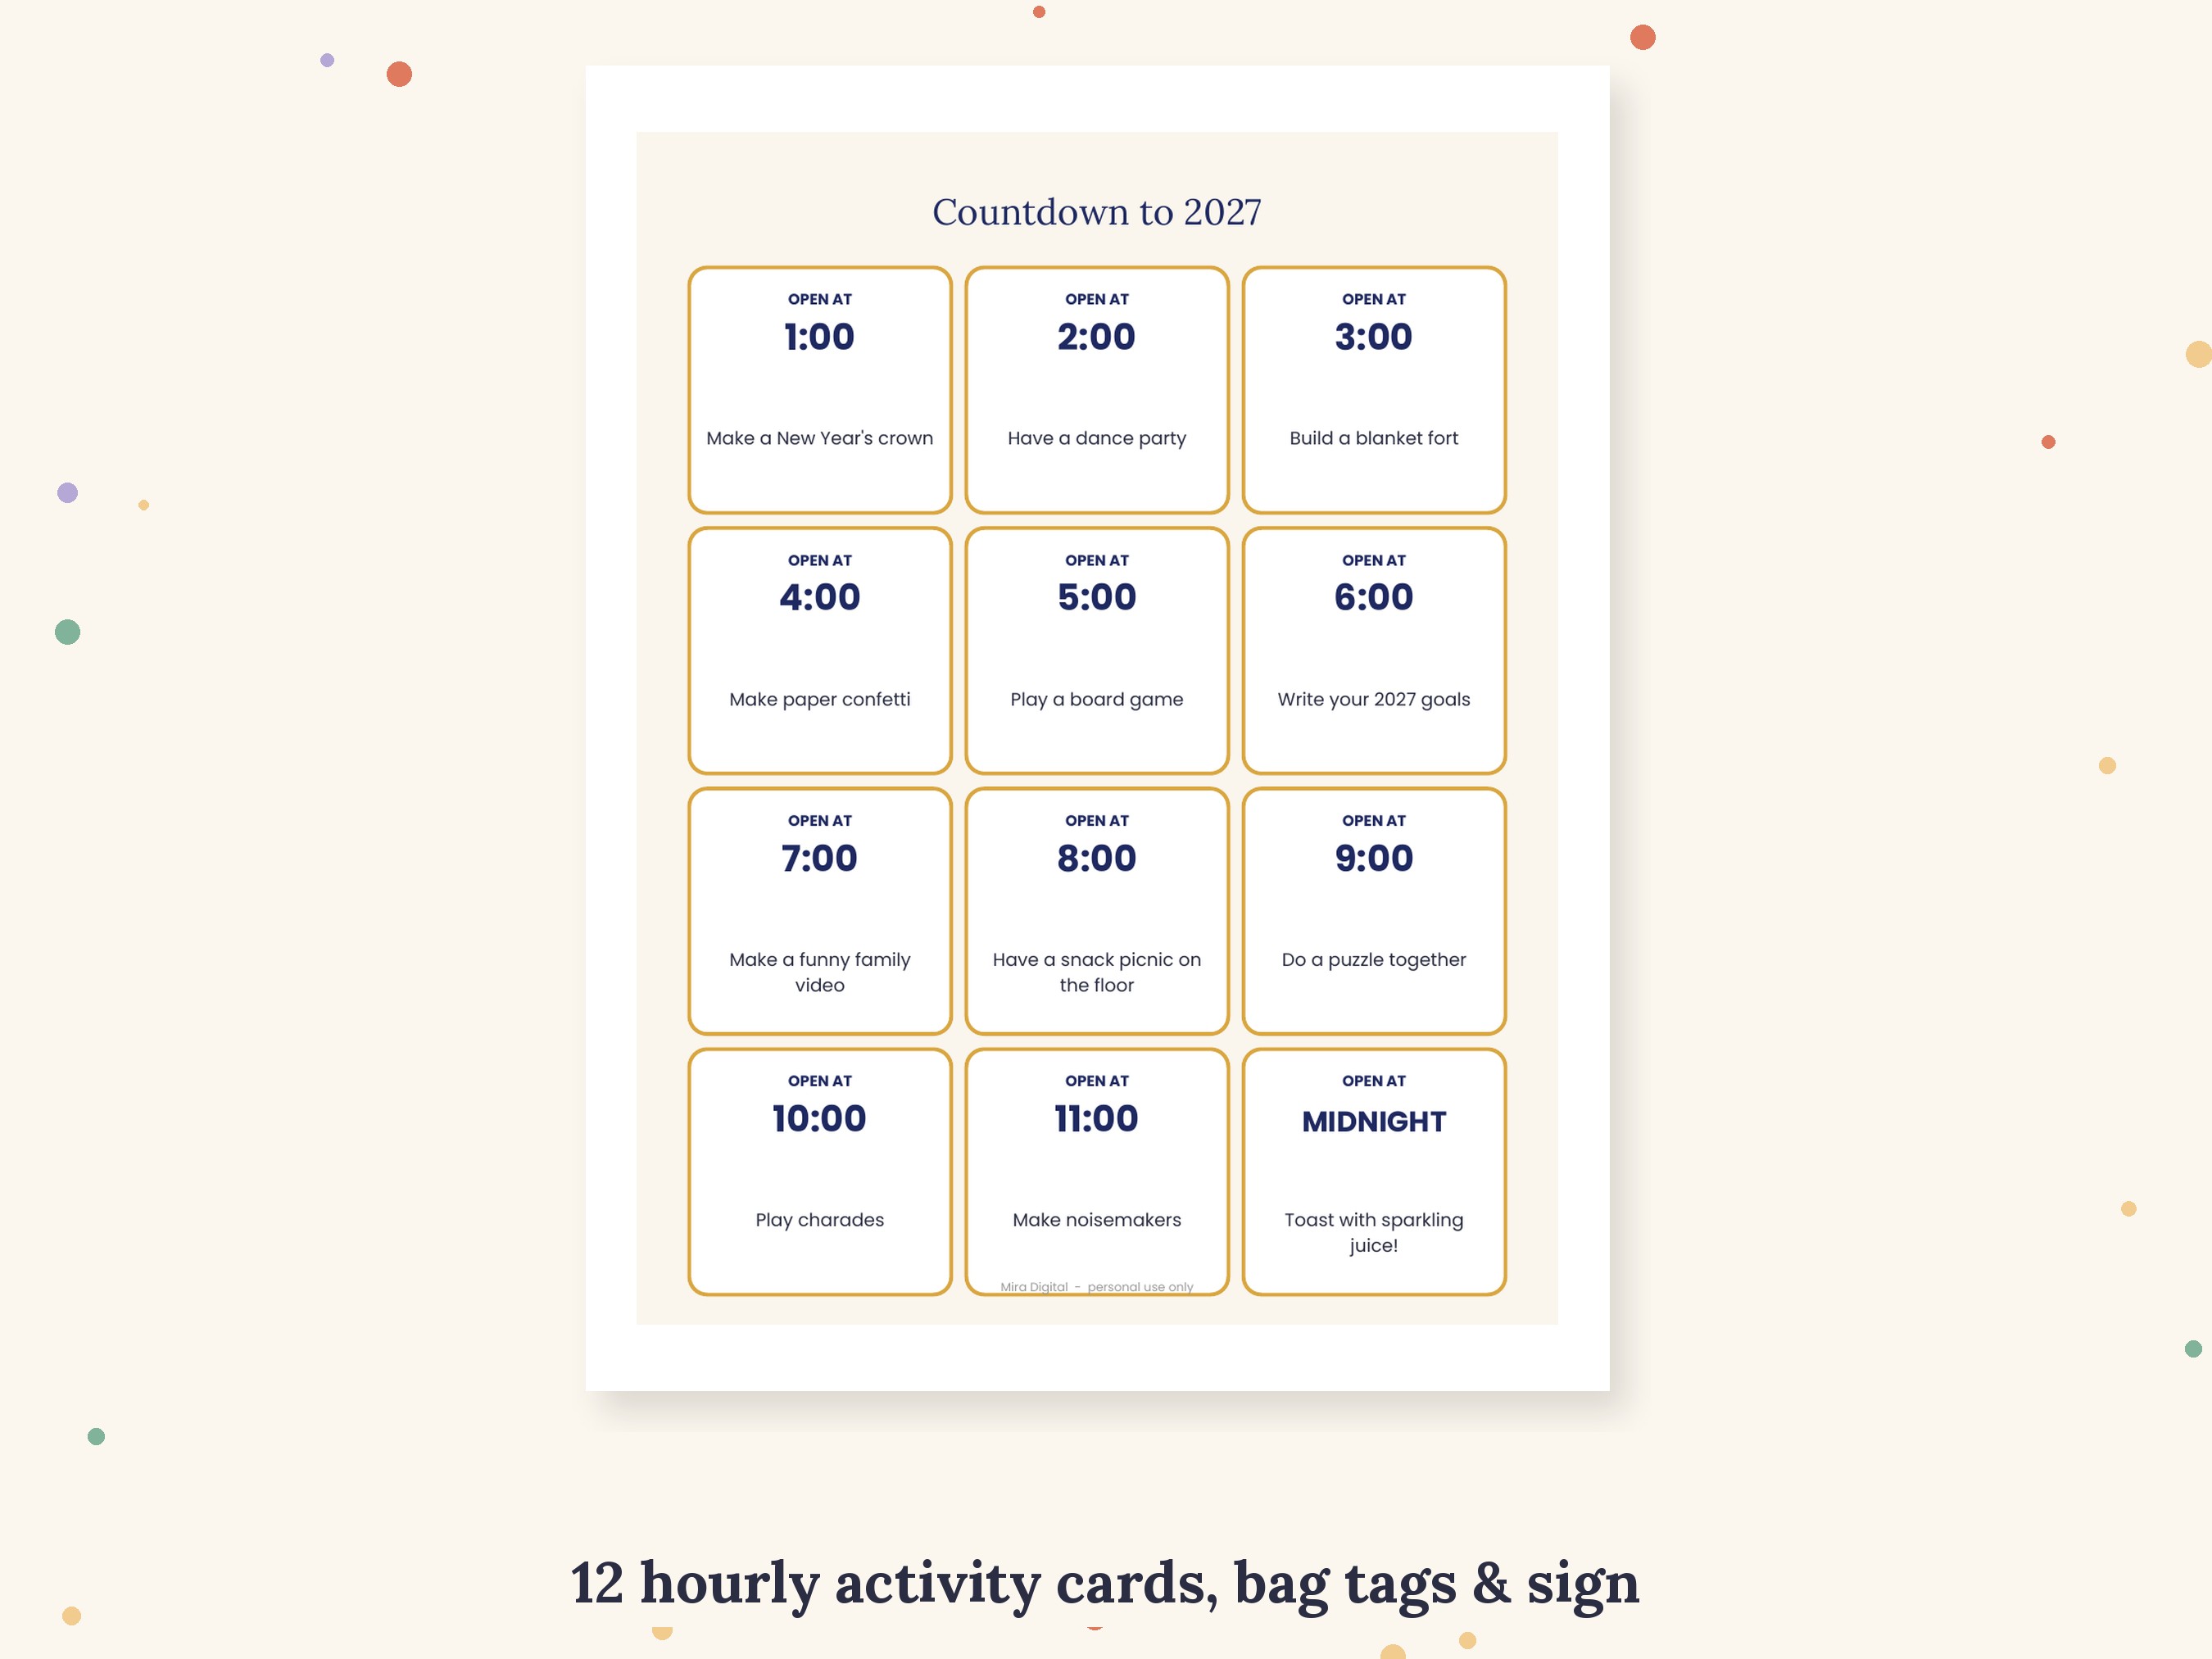 Countdown to 2027
OPEN AT
1:00
Make a New Year's crown
OPEN AT
2:00
Have a dance party
OPEN AT
3:00
Build a blanket fort
OPEN AT
4:00
Make paper confetti
OPEN AT
5:00
Play a board game
OPEN AT
6:00
Write your 2027 goals
OPEN AT
7:00
Make a funny family
video
OPEN AT
8:00
Have a snack picnic on
the floor
OPEN AT
9:00
Do a puzzle together
OPEN AT
10:00
Play charades
OPEN AT
11:00
Make noisemakers
Mira Digital - personal use only
OPEN AT
MIDNIGHT
Toast with sparkling
juice!
12 hourly activity cards, bag tags & sign